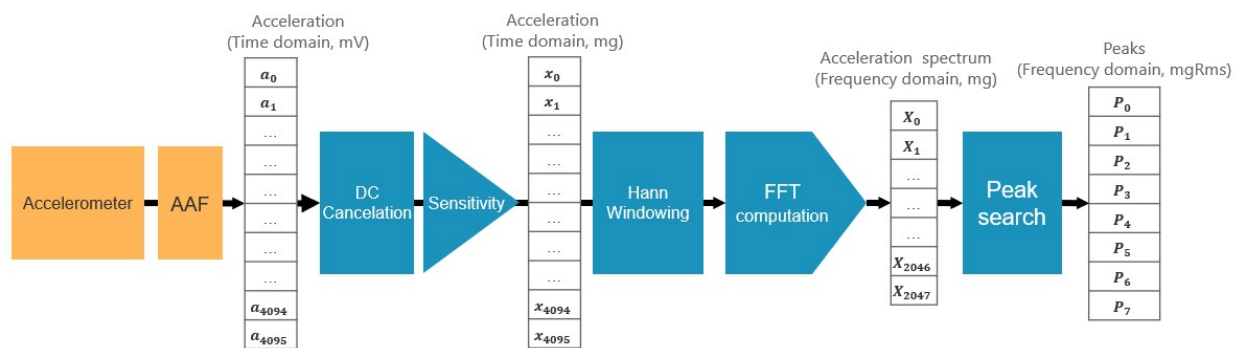 Acceleration
(Time domain, mV)
Acceleration
(Time domain, mg)
Acceleration spectrum
(Frequency domain, mg)
Peaks
(Frequency domain, mgRms)
Accelerometer
AAF
a0
a1
...
...
...
...
...
...
a4094
a4095
DC
Cancelation
Sensitivity
x0
x1
...
...
...
...
...
...
x4094
x4095
Hann
Windowing
FFT
computation
X0
X1
...
...
...
X2046
X2047
Peak
search
P0
P1
P2
P3
P4
P5
P6
P7